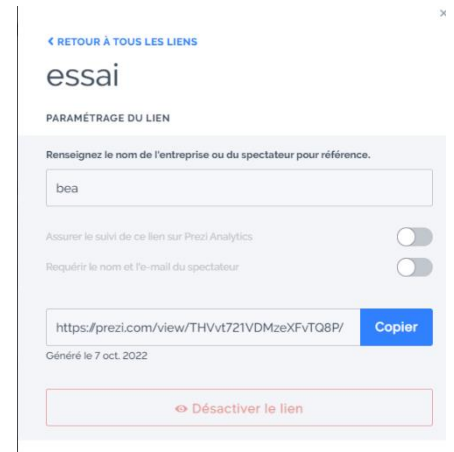 RETOUR À TOUS LES LIENS
essai
PARAMÉTRAGE DU LIEN
Renseignez le nom de l'entreprise ou du spectateur pour référence.
bea
Assurer le suivi de ce lien sur Prezi Analytics
Requérir le nom et l'e-mail du spectateur
https://prezi.com/view/THVvt721VDMzeXFvTQ8P/ Copier
Généré le 7 oct. 2022
Désactiver le lien